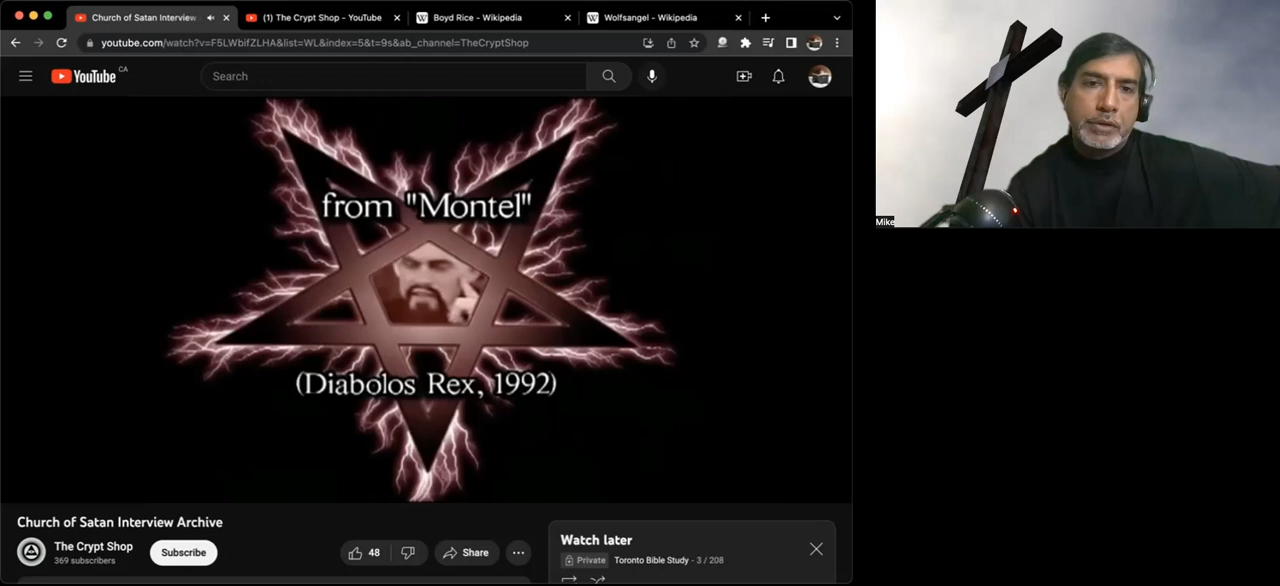 Church of Satan Interview
(1) The Crypt Shop - YouTube
Boyd Rice - Wikipedia
Wolfsangel - Wikipedia
youtube.com/watch?v=F5LWbifZLHA&list=WL&index=5&t=9s&ab_channel=TheCryptShop
YouTube CA
Search
from "Montel"
(Diabolos Rex, 1992)
Mike
Church of Satan Interview Archive
The Crypt Shop
369 subscribers
Subscribe
48
Share
Watch later
Private
Toronto Bible Study - 3 / 208